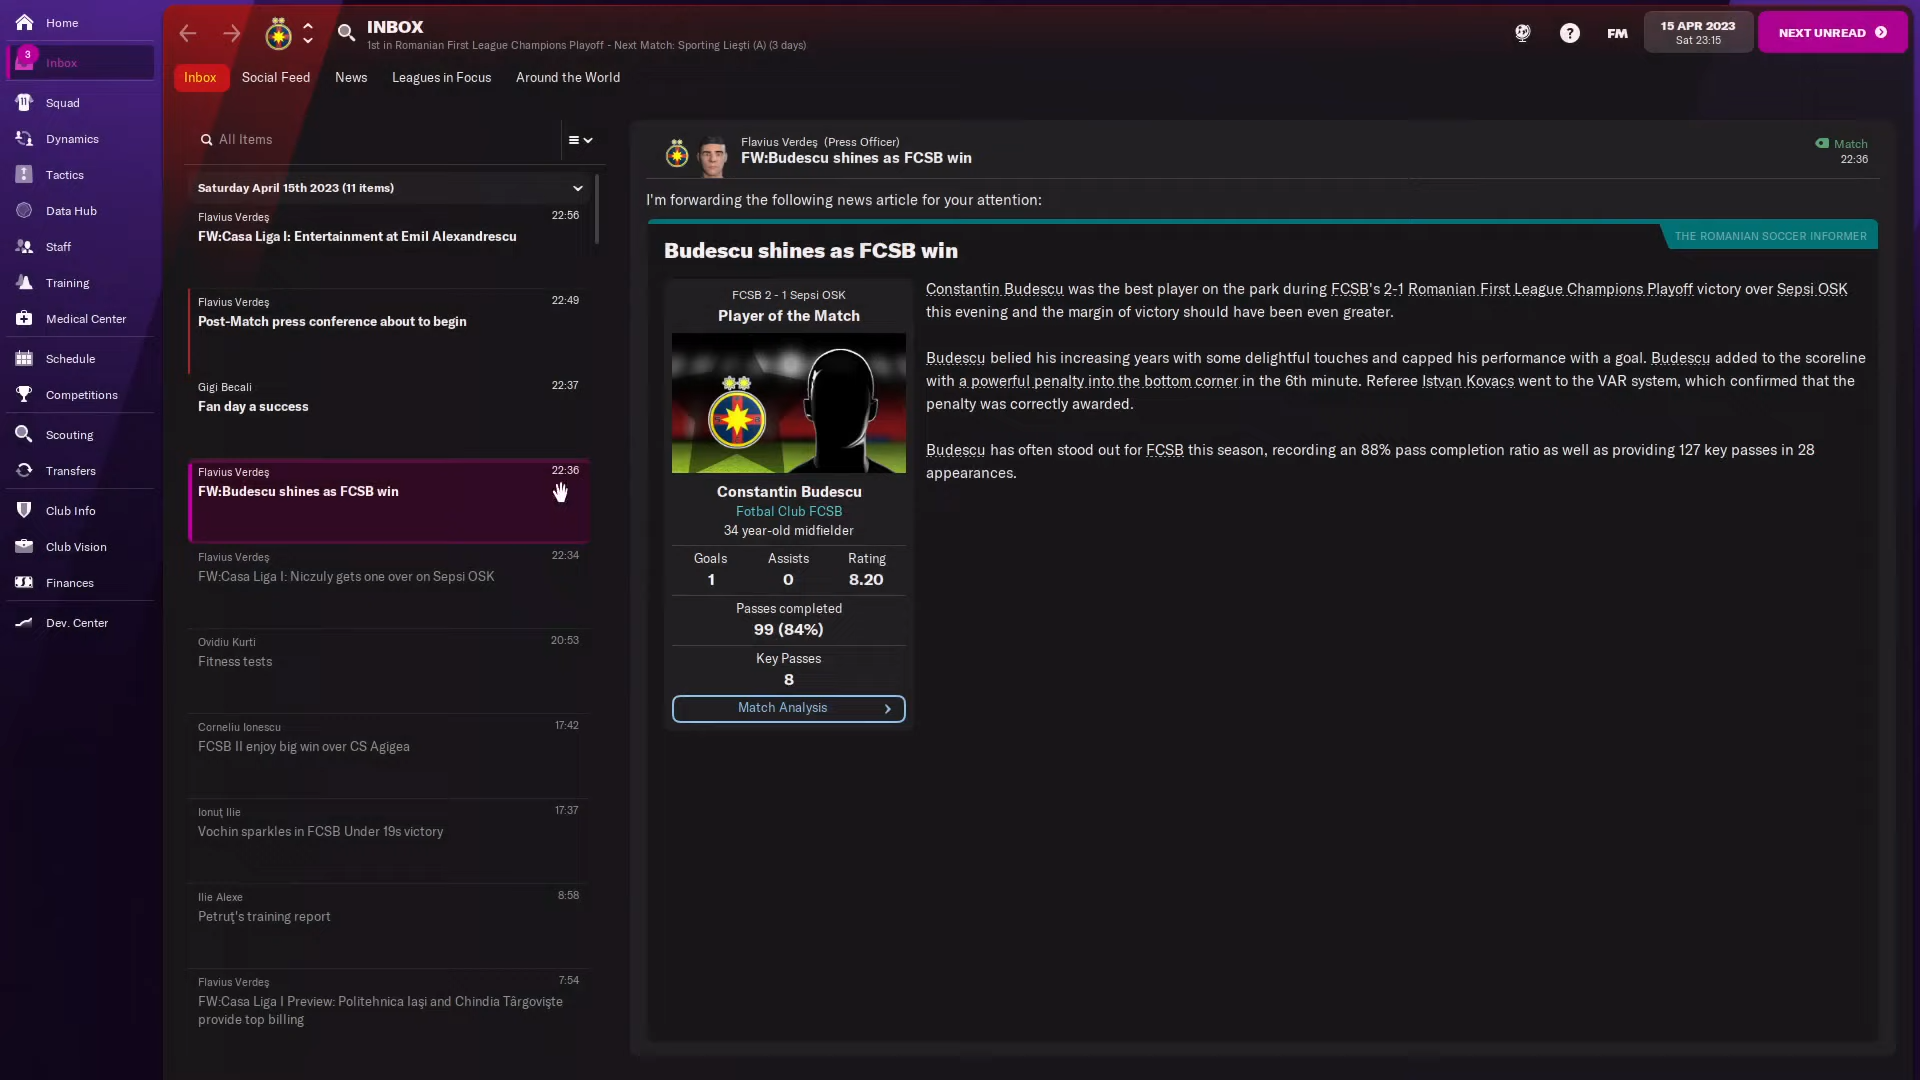 Home
3
Inbox
Squad
Dynamics
Tactics
Data Hub
Staff
Training
Medical Center
Schedule
Competitions
Scouting
Transfers
Club Info
Club Vision
Finances
Dev. Center
INBOX
1st in Romanian First League Champions Playoff - Next Match: Sporting Liești (A) (3 days)
FM
15 APR 2023
Sat 23:15
NEXT UNREAD
Inbox
Social Feed
News
Leagues in Focus
Around the World
All Items
Saturday April 15th 2023 (11 items)
Flavius Verdeș 22:56
FW:Casa Liga I: Entertainment at Emil Alexandrescu
Flavius Verdeș 22:49
Post-Match press conference about to begin
Gigi Becali 22:37
Fan day a success
Flavius Verdeș 22:36
FW:Budescu shines as FCSB win
Flavius Verdeș 22:34
FW:Casa Liga I: Niczuly gets one over on Sepsi OSK
Ovidiu Kurti 20:53
Fitness tests
Corneliu Ionescu 17:42
FCSB II enjoy big win over CS Agigea
Ionuț Ilie 17:37
Vochin sparkles in FCSB Under 19s victory
Ilie Alexe 8:58
Petruț's training report
Flavius Verdeș 7:54
FW:Casa Liga I Preview: Politehnica Iași and Chindia Târgoviște
provide top billing
Flavius Verdeș (Press Officer)
FW:Budescu shines as FCSB win
Match
22:36
I'm forwarding the following news article for your attention:
THE ROMANIAN SOCCER INFORMER
Budescu shines as FCSB win
FCSB 2 - 1 Sepsi OSK
Player of the Match
Constantin Budescu
Fotbal Club FCSB
34 year-old midfielder
Goals Assists Rating
1 0 8.20
Passes completed
99 (84%)
Key Passes
8
Match Analysis
Constantin Budescu was the best player on the park during FCSB's 2-1 Romanian First League Champions Playoff victory over Sepsi OSK
this evening and the margin of victory should have been even greater.
Budescu belied his increasing years with some delightful touches and capped his performance with a goal. Budescu added to the scoreline
with a powerful penalty into the bottom corner in the 6th minute. Referee Istvan Kovacs went to the VAR system, which confirmed that the
penalty was correctly awarded.
Budescu has often stood out for FCSB this season, recording an 88% pass completion ratio as well as providing 127 key passes in 28
appearances.